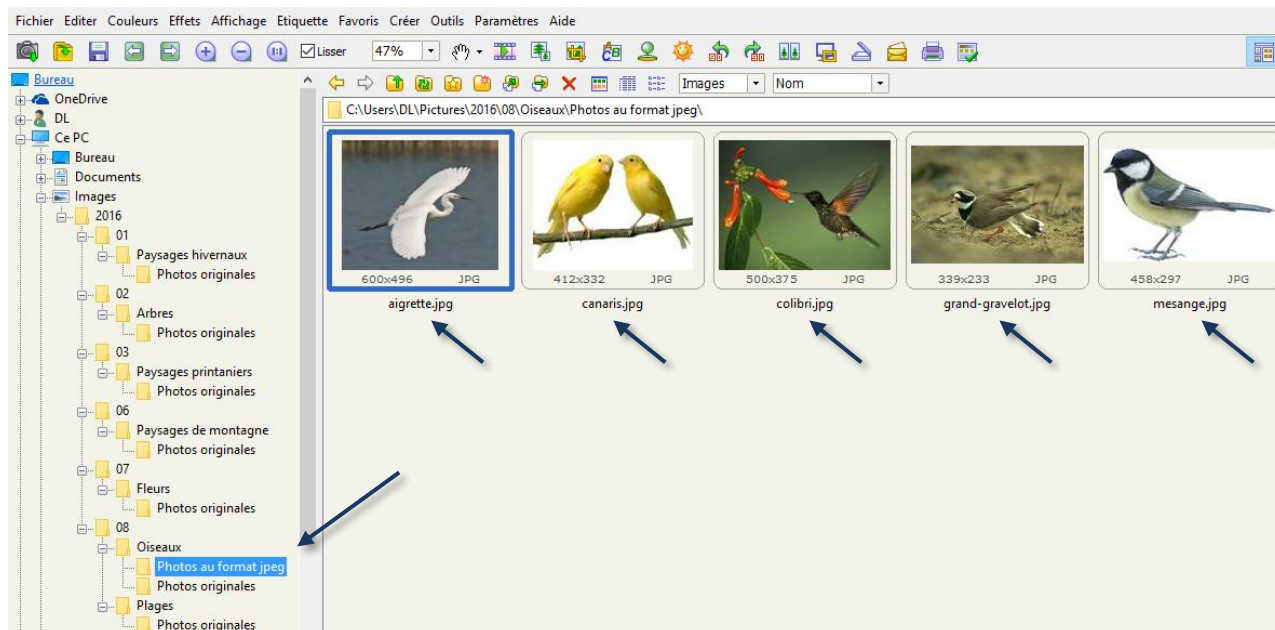 Fichier Editer Couleurs Effets Affichage Etiquette Favoris Créer Outils Paramètres Aide
1:1 Lisser 47%
Bureau
OneDrive
DL
Ce PC
Bureau
Documents
Images
2016
01
Paysages hivernaux
Photos originales
02
Arbres
Photos originales
03
Paysages printaniers
Photos originales
06
Paysages de montagne
Photos originales
07
Fleurs
Photos originales
08
Oiseaux
Photos au format jpeg
Photos originales
Plages
Photos originales
Images Nom
C:\Users\DL\Pictures\2016\08\Oiseaux\Photos au format jpeg\
600x496 JPG 412x332 JPG 500x375 JPG 339x233 JPG 458x297 JPG
aigrette.jpg canaris.jpg colibri.jpg grand-gravelot.jpg mesange.jpg